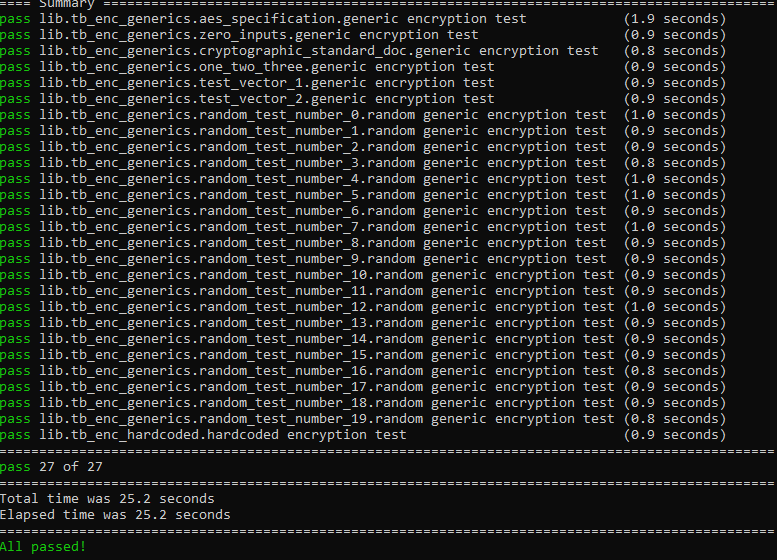 ==== Summary =====================================================================================
pass lib.tb_enc_generics.aes_specification.generic encryption test            (1.9 seconds)
pass lib.tb_enc_generics.zero_inputs.generic encryption test                  (0.9 seconds)
pass lib.tb_enc_generics.cryptographic_standard_doc.generic encryption test   (0.8 seconds)
pass lib.tb_enc_generics.one_two_three.generic encryption test                (0.9 seconds)
pass lib.tb_enc_generics.test_vector_1.generic encryption test                (0.9 seconds)
pass lib.tb_enc_generics.test_vector_2.generic encryption test                (0.9 seconds)
pass lib.tb_enc_generics.random_test_number_0.random generic encryption test  (1.0 seconds)
pass lib.tb_enc_generics.random_test_number_1.random generic encryption test  (0.9 seconds)
pass lib.tb_enc_generics.random_test_number_2.random generic encryption test  (0.9 seconds)
pass lib.tb_enc_generics.random_test_number_3.random generic encryption test  (0.8 seconds)
pass lib.tb_enc_generics.random_test_number_4.random generic encryption test  (1.0 seconds)
pass lib.tb_enc_generics.random_test_number_5.random generic encryption test  (1.0 seconds)
pass lib.tb_enc_generics.random_test_number_6.random generic encryption test  (0.9 seconds)
pass lib.tb_enc_generics.random_test_number_7.random generic encryption test  (1.0 seconds)
pass lib.tb_enc_generics.random_test_number_8.random generic encryption test  (0.9 seconds)
pass lib.tb_enc_generics.random_test_number_9.random generic encryption test  (0.9 seconds)
pass lib.tb_enc_generics.random_test_number_10.random generic encryption test (0.9 seconds)
pass lib.tb_enc_generics.random_test_number_11.random generic encryption test (0.9 seconds)
pass lib.tb_enc_generics.random_test_number_12.random generic encryption test (1.0 seconds)
pass lib.tb_enc_generics.random_test_number_13.random generic encryption test (0.9 seconds)
pass lib.tb_enc_generics.random_test_number_14.random generic encryption test (0.9 seconds)
pass lib.tb_enc_generics.random_test_number_15.random generic encryption test (0.9 seconds)
pass lib.tb_enc_generics.random_test_number_16.random generic encryption test (0.8 seconds)
pass lib.tb_enc_generics.random_test_number_17.random generic encryption test (0.9 seconds)
pass lib.tb_enc_generics.random_test_number_18.random generic encryption test (0.9 seconds)
pass lib.tb_enc_generics.random_test_number_19.random generic encryption test (0.8 seconds)
pass lib.tb_enc_hardcoded.hardcoded encryption test                           (0.9 seconds)
=================================================================================================
pass 27 of 27
=================================================================================================
Total time was 25.2 seconds
Elapsed time was 25.2 seconds
=================================================================================================
All passed!